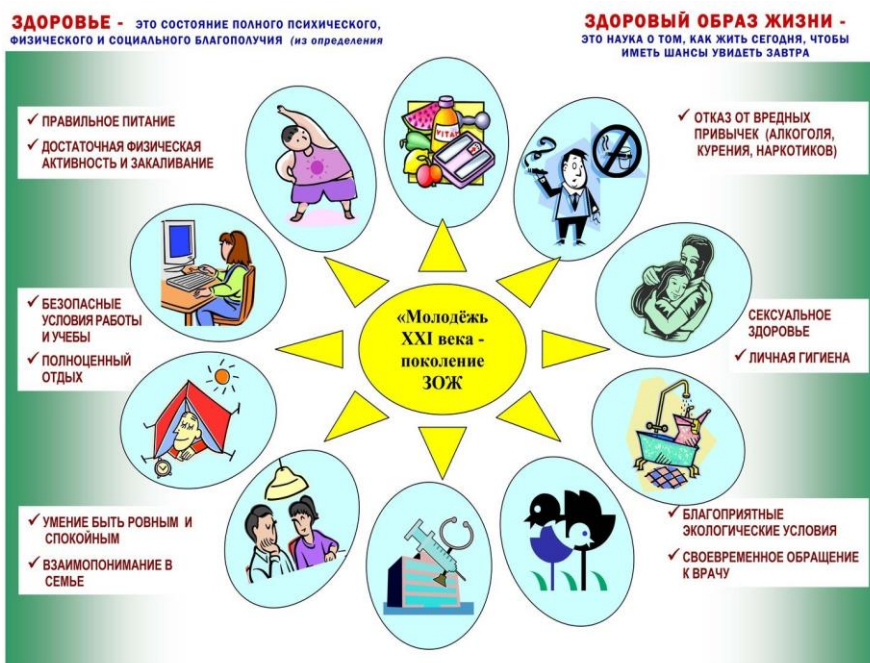 ЗДОРОВЬЕ - ЭТО СОСТОЯНИЕ ПОЛНОГО ПСИХИЧЕСКОГО,
ФИЗИЧЕСКОГО И СОЦИАЛЬНОГО БЛАГОПОЛУЧИЯ (из определения
ЗДОРОВЫЙ ОБРАЗ ЖИЗНИ -
ЭТО НАУКА О ТОМ, КАК ЖИТЬ СЕГОДНЯ, ЧТОБЫ
ИМЕТЬ ШАНСЫ УВИДЕТЬ ЗАВТРА
✓ ПРАВИЛЬНОЕ ПИТАНИЕ
✓ ДОСТАТОЧНАЯ ФИЗИЧЕСКАЯ
АКТИВНОСТЬ И ЗАКАЛИВАНИЕ
VITA
✓ ОТКАЗ ОТ ВРЕДНЫХ
ПРИВЫЧЕК (АЛКОГОЛЯ,
КУРЕНИЯ, НАРКОТИКОВ)
✓ БЕЗОПАСНЫЕ
УСЛОВИЯ РАБОТЫ
И УЧЕБЫ
✓ ПОЛНОЦЕННЫЙ
ОТДЫХ
«Молодёжь
XXI века -
поколение
ЗОЖ
СЕКСУАЛЬНОЕ
ЗДОРОВЬЕ
✓ ЛИЧНАЯ ГИГИЕНА
✓ УМЕНИЕ БЫТЬ РОВНЫМ И
СПОКОЙНЫМ
✓ ВЗАИМОПОНИМАНИЕ В
СЕМЬЕ
✓ БЛАГОПРИЯТНЫЕ
ЭКОЛОГИЧЕСКИЕ УСЛОВИЯ
✓ СВОЕВРЕМЕННОЕ ОБРАЩЕНИЕ
К ВРАЧУ